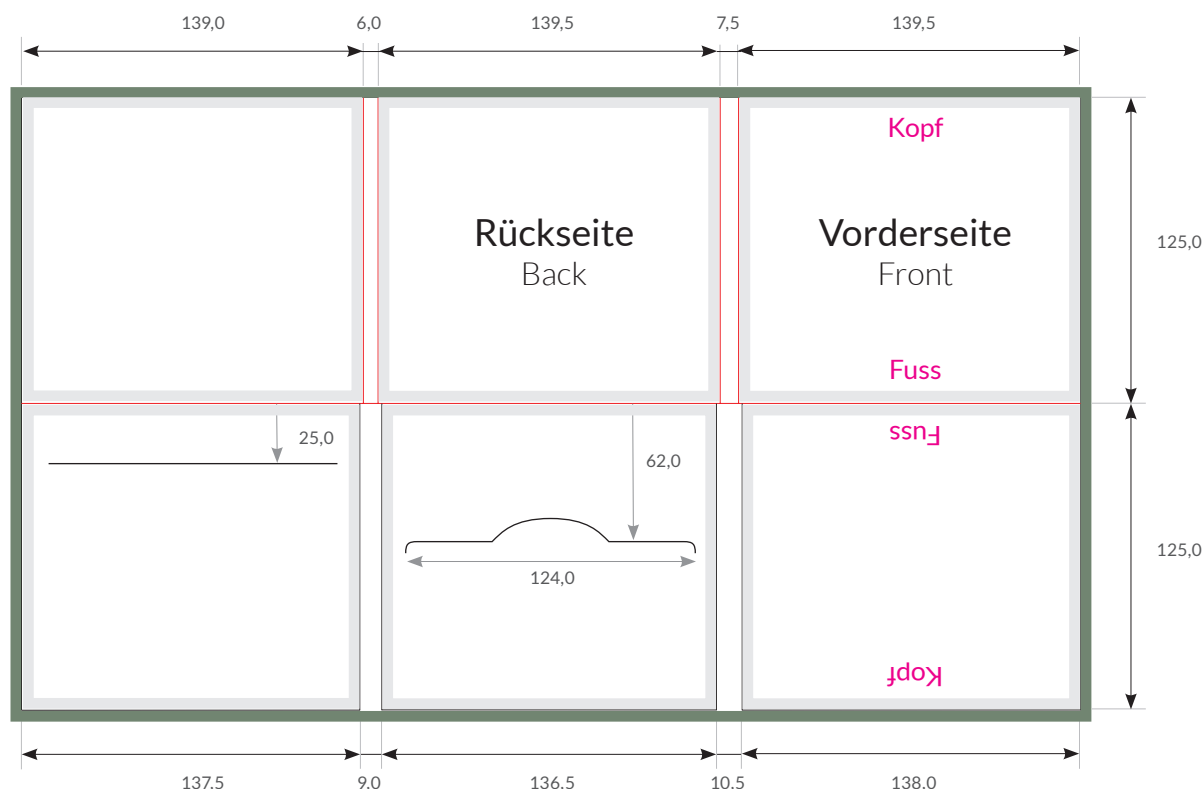 139,0
6,0
139,5
7,5
139,5
Kopf
Rückseite
Back
Vorderseite
Front
125,0
Fuss
Fuss
25,0
62,0
124,0
125,0
Kopf
137.5
9.0
136.5
10.5
138.0